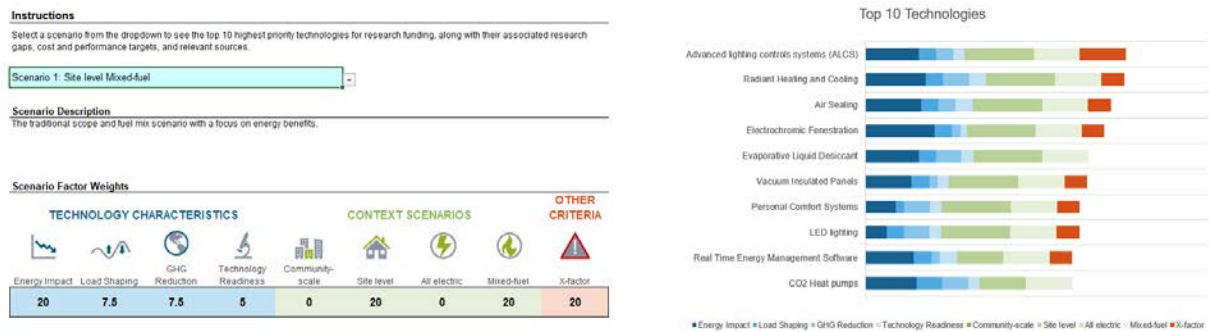 Instructions
Select a scenario from the dropdown to see the top 10 highest priority technologies for research funding, along with their associated research
gaps, cost and performance targets, and relevant sources.
Scenario 1: Site level Mixed-fuel
Scenario Description
The traditional scope and fuel mix scenario with a focus on energy benefits.
Scenario Factor Weights
TECHNOLOGY CHARACTERISTICS
CONTEXT SCENARIOS
OTHER
CRITERIA
Energy Impact
Load Shaping
GHG
Reduction
Technology
Readiness
Community-
scale
Site level
All electric
Mixed-fuel
X-factor
20 7.5 7.5 5 0 20 0 20 20
Top 10 Technologies
Advanced lighting controls systems (ALCS)
Radiant Heating and Cooling
Air Sealing
Electrochromic Fenestration
Evaporative Liquid Desiccant
Vacuum Insulated Panels
Personal Comfort Systems
LED lighting
Real Time Energy Management Software
CO2 Heat pumps
Energy Impact Load Shaping GHG Reduction Technology Readiness Community-scale Site level All electric Mixed-fuel X-factor